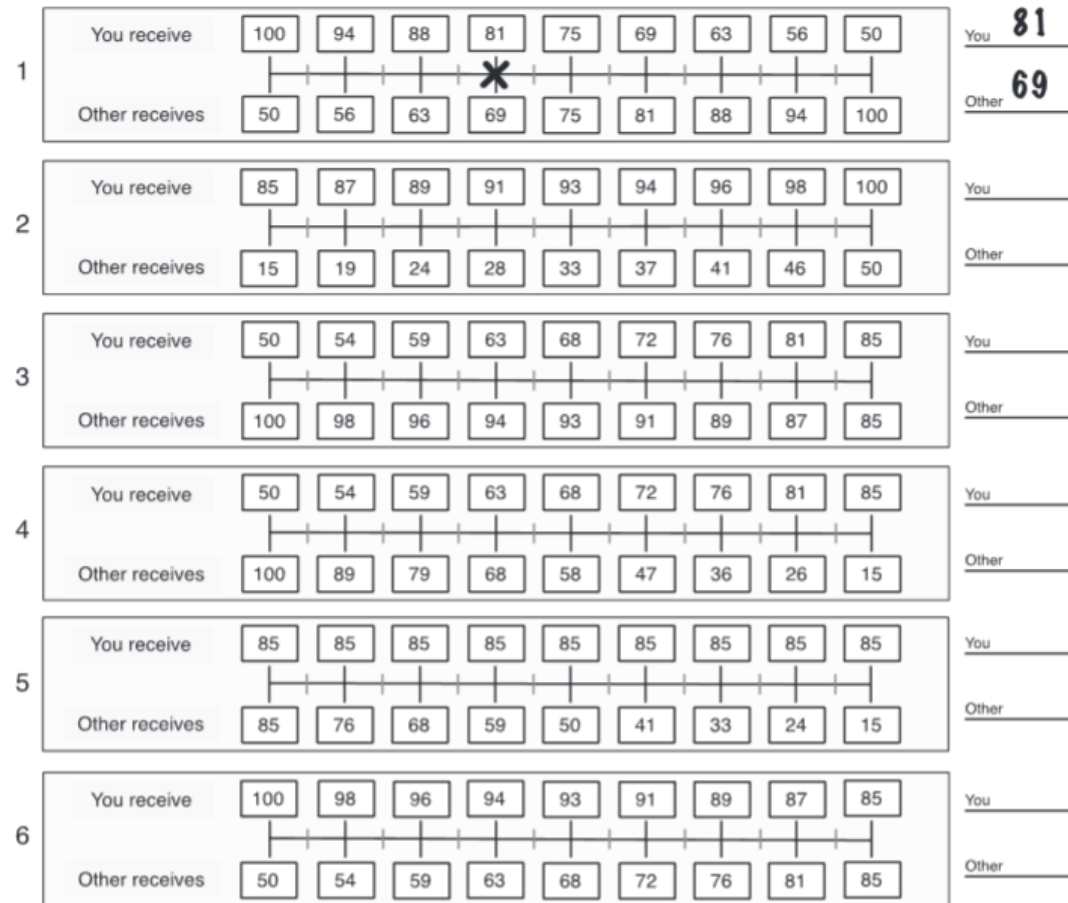 You receive 100 94 88 81 75 69 63 56 50 You 81
1
Other receives 50 56 63 69 75 81 88 94 100 Other 69
You receive 85 87 89 91 93 94 96 98 100 You
2
Other receives 15 19 24 28 33 37 41 46 50 Other
You receive 50 54 59 63 68 72 76 81 85 You
3
Other receives 100 98 96 94 93 91 89 87 85 Other
You receive 50 54 59 63 68 72 76 81 85 You
4
Other receives 100 89 79 68 58 47 36 26 15 Other
You receive 85 85 85 85 85 85 85 85 85 You
5
Other receives 85 76 68 59 50 41 33 24 15 Other
You receive 100 98 96 94 93 91 89 87 85 You
6
Other receives 50 54 59 63 68 72 76 81 85 Other